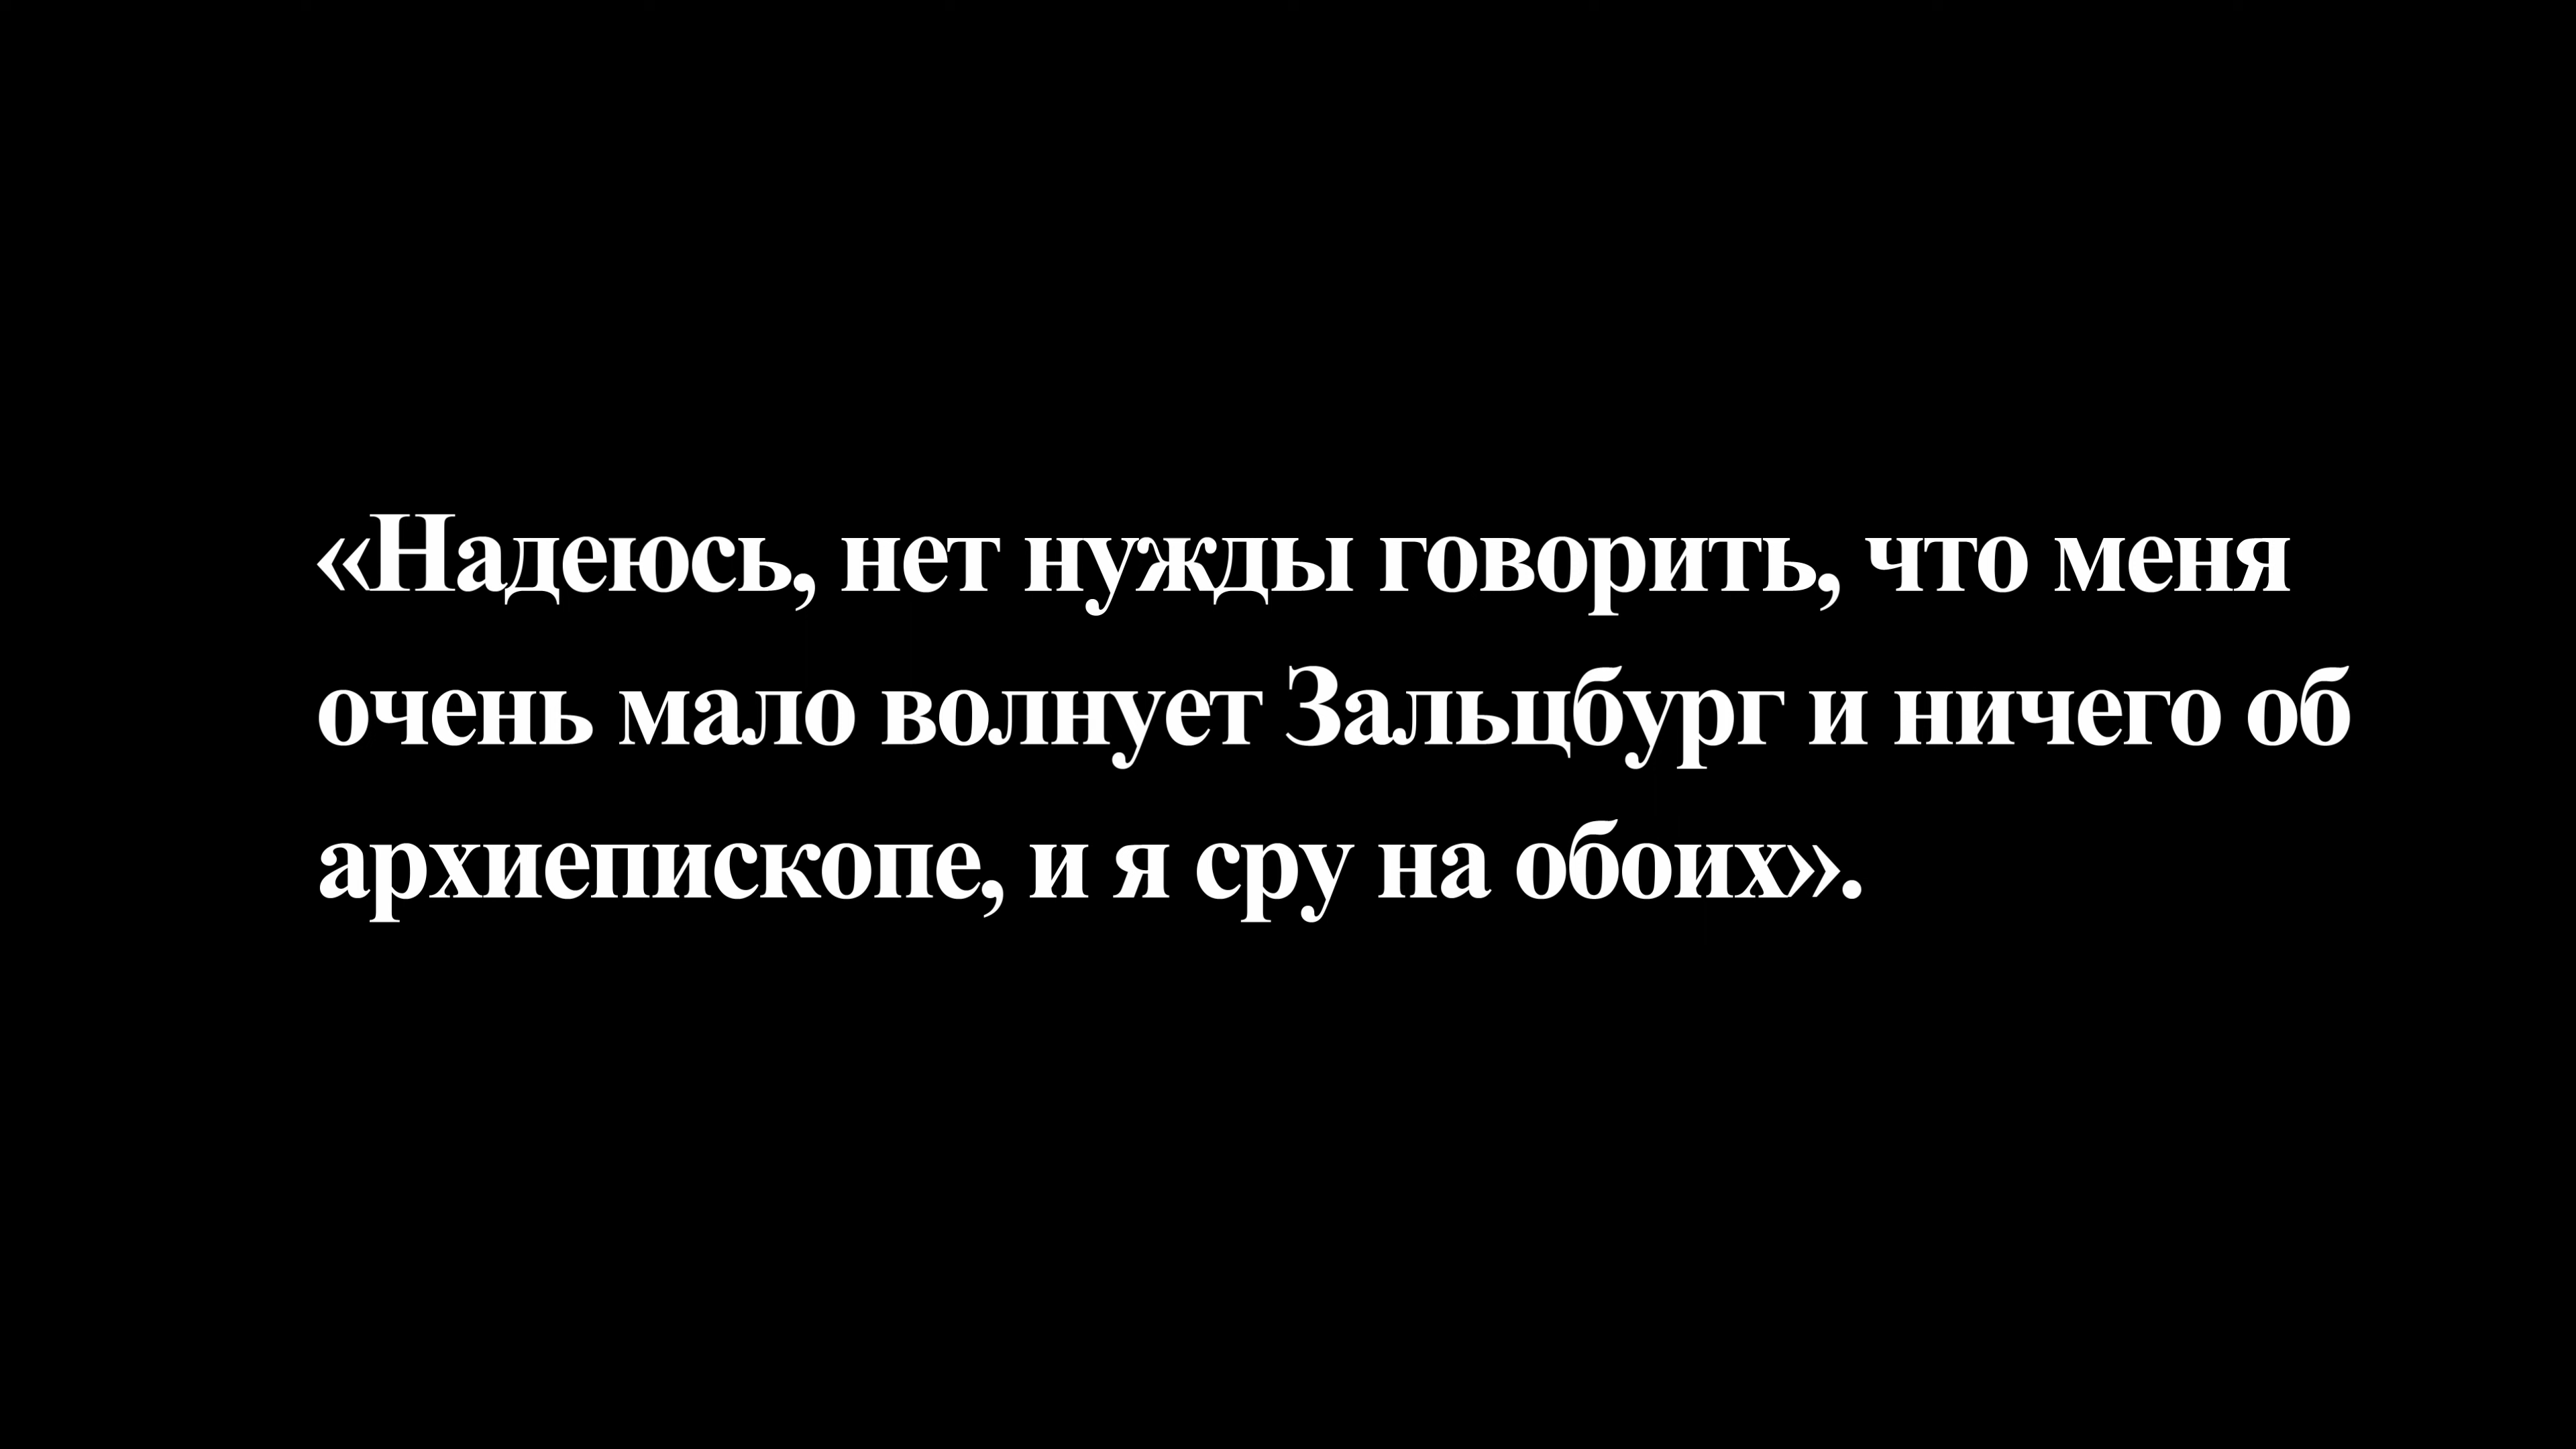 «Надеюсь, нет нужды говорить, что меня
очень мало волнует Зальцбург и ничего об
архиепископе, и я сру на обоих».